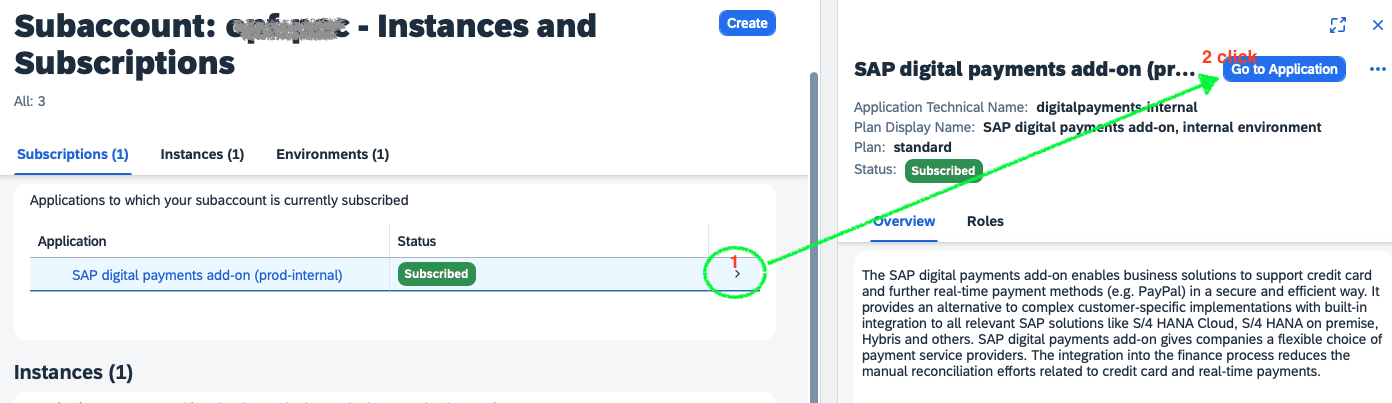 Subaccount: - Instances and
Subscriptions
Create
All: 3
Subscriptions (1)
Instances (1)
Environments (1)
Applications to which your subaccount is currently subscribed
Application
Status
SAP digital payments add-on (prod-internal)
Subscribed
1
Instances (1)
2 click
SAP digital payments add-on (pr...
Go to Application
Application Technical Name: digitalpayments-internal
Plan Display Name: SAP digital payments add-on, internal environment
Plan: standard
Status: Subscribed
Overview
Roles
The SAP digital payments add-on enables business solutions to support credit card
and further real-time payment methods (e.g. PayPal) in a secure and efficient way. It
provides an alternative to complex customer-specific implementations with built-in
integration to all relevant SAP solutions like S/4 HANA Cloud, S/4 HANA on premise,
Hybris and others. SAP digital payments add-on gives companies a flexible choice of
payment service providers. The integration into the finance process reduces the
manual reconciliation efforts related to credit card and real-time payments.